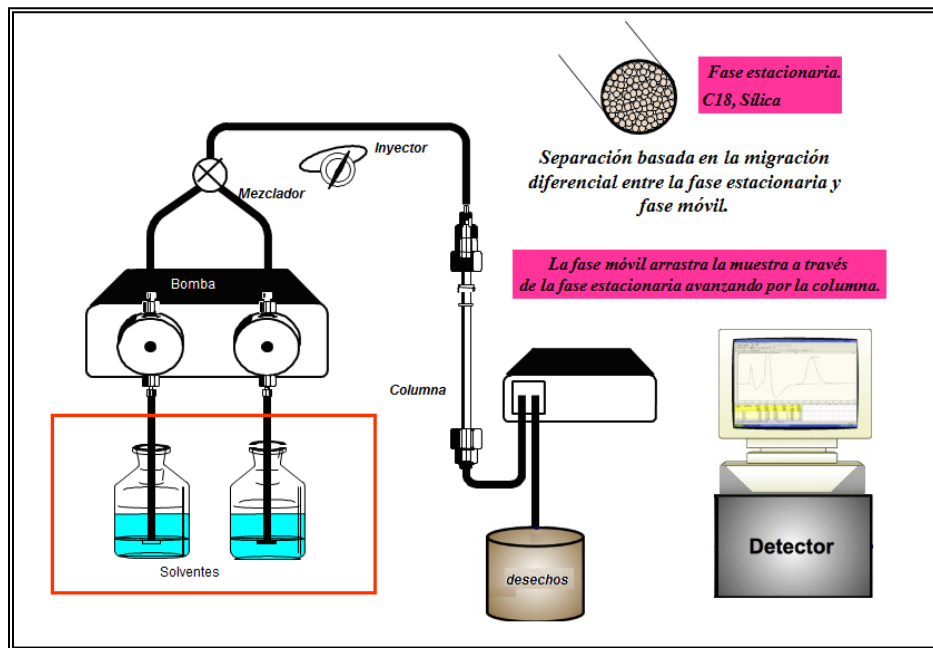 Fase estacionaria.
C18, Sílica
Inyector
Mezclador
Separación basada en la migración
diferencial entre la fase estacionaria y
fase móvil.
La fase móvil arrastra la muestra a través
de la fase estacionaria avanzando por la columna.
Bomba
Columna
Solventes
desechos
Detector